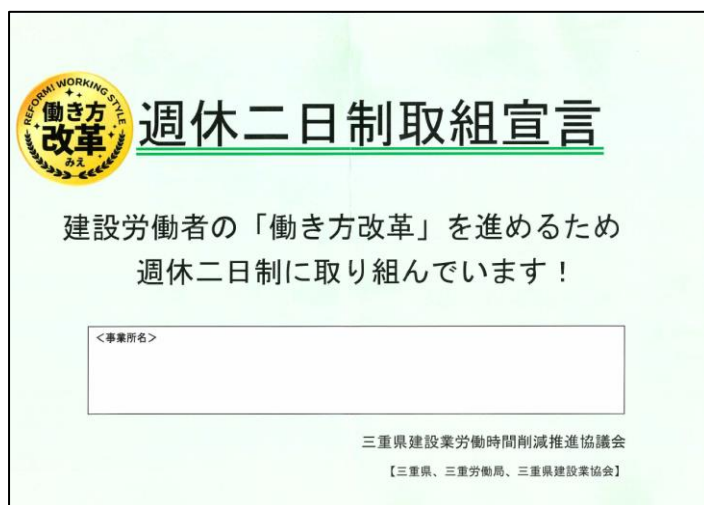 REFORM! WORKING STYLE
働き方
改革
みえ
週休二日制取組宣言
建設労働者の「働き方改革」を進めるため
週休二日制に取り組んでいます！
＜事業所名＞
三重県建設業労働時間削減推進協議会
【三重県、三重労働局、三重県建設業協会】